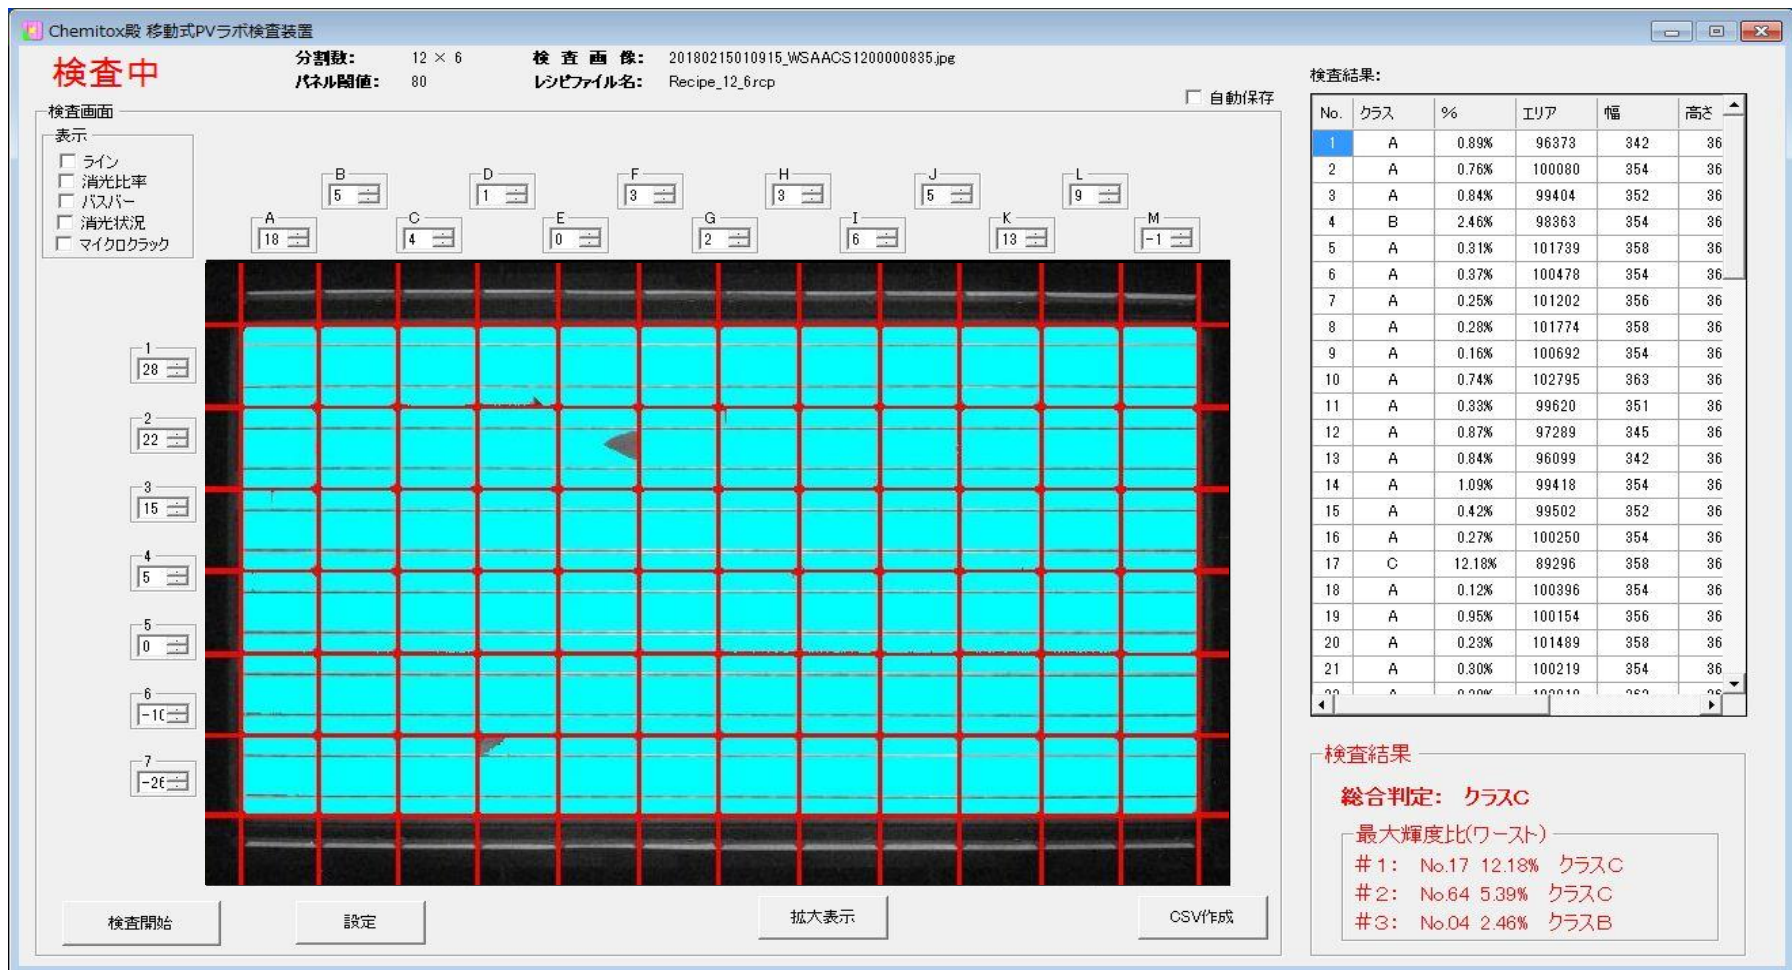 Chemitox殿 移動式PVラボ検査装置
検査中
分割数: 12 × 6 検 査 画 像: 20180215010915_WSAACS1200000835.jpg
パネル閾値: 80 レシピファイル名: Recipe_12_6.rcp
自動保存
検査画面
表示
ライン
消光比率
バスバー
消光状況
マイクロクラック
B D F H J L
5 1 3 3 5 9
A C E G I K M
18 4 0 2 6 13 -1
1
28
2
22
3
15
4
5
5
0
6
-10
7
-26
検査開始 設定 拡大表示 CSV作成
検査結果:
No. クラス % エリア 幅 高さ
1 A 0.89% 96373 342 36
2 A 0.76% 100080 354 36
3 A 0.84% 99404 352 36
4 B 2.46% 98363 354 36
5 A 0.31% 101739 358 36
6 A 0.37% 100478 354 36
7 A 0.25% 101202 356 36
8 A 0.28% 101774 358 36
9 A 0.16% 100692 354 36
10 A 0.74% 102795 363 36
11 A 0.33% 99620 351 36
12 A 0.87% 97289 345 36
13 A 0.84% 96099 342 36
14 A 1.09% 99418 354 36
15 A 0.42% 99502 352 36
16 A 0.27% 100250 354 36
17 C 12.18% 89296 358 36
18 A 0.12% 100396 354 36
19 A 0.95% 100154 356 36
20 A 0.23% 101489 358 36
21 A 0.30% 100219 354 36
検査結果
総合判定: クラスC
最大輝度比(ワースト)
#1: No.17 12.18% クラスC
#2: No.64 5.39% クラスC
#3: No.04 2.46% クラスB